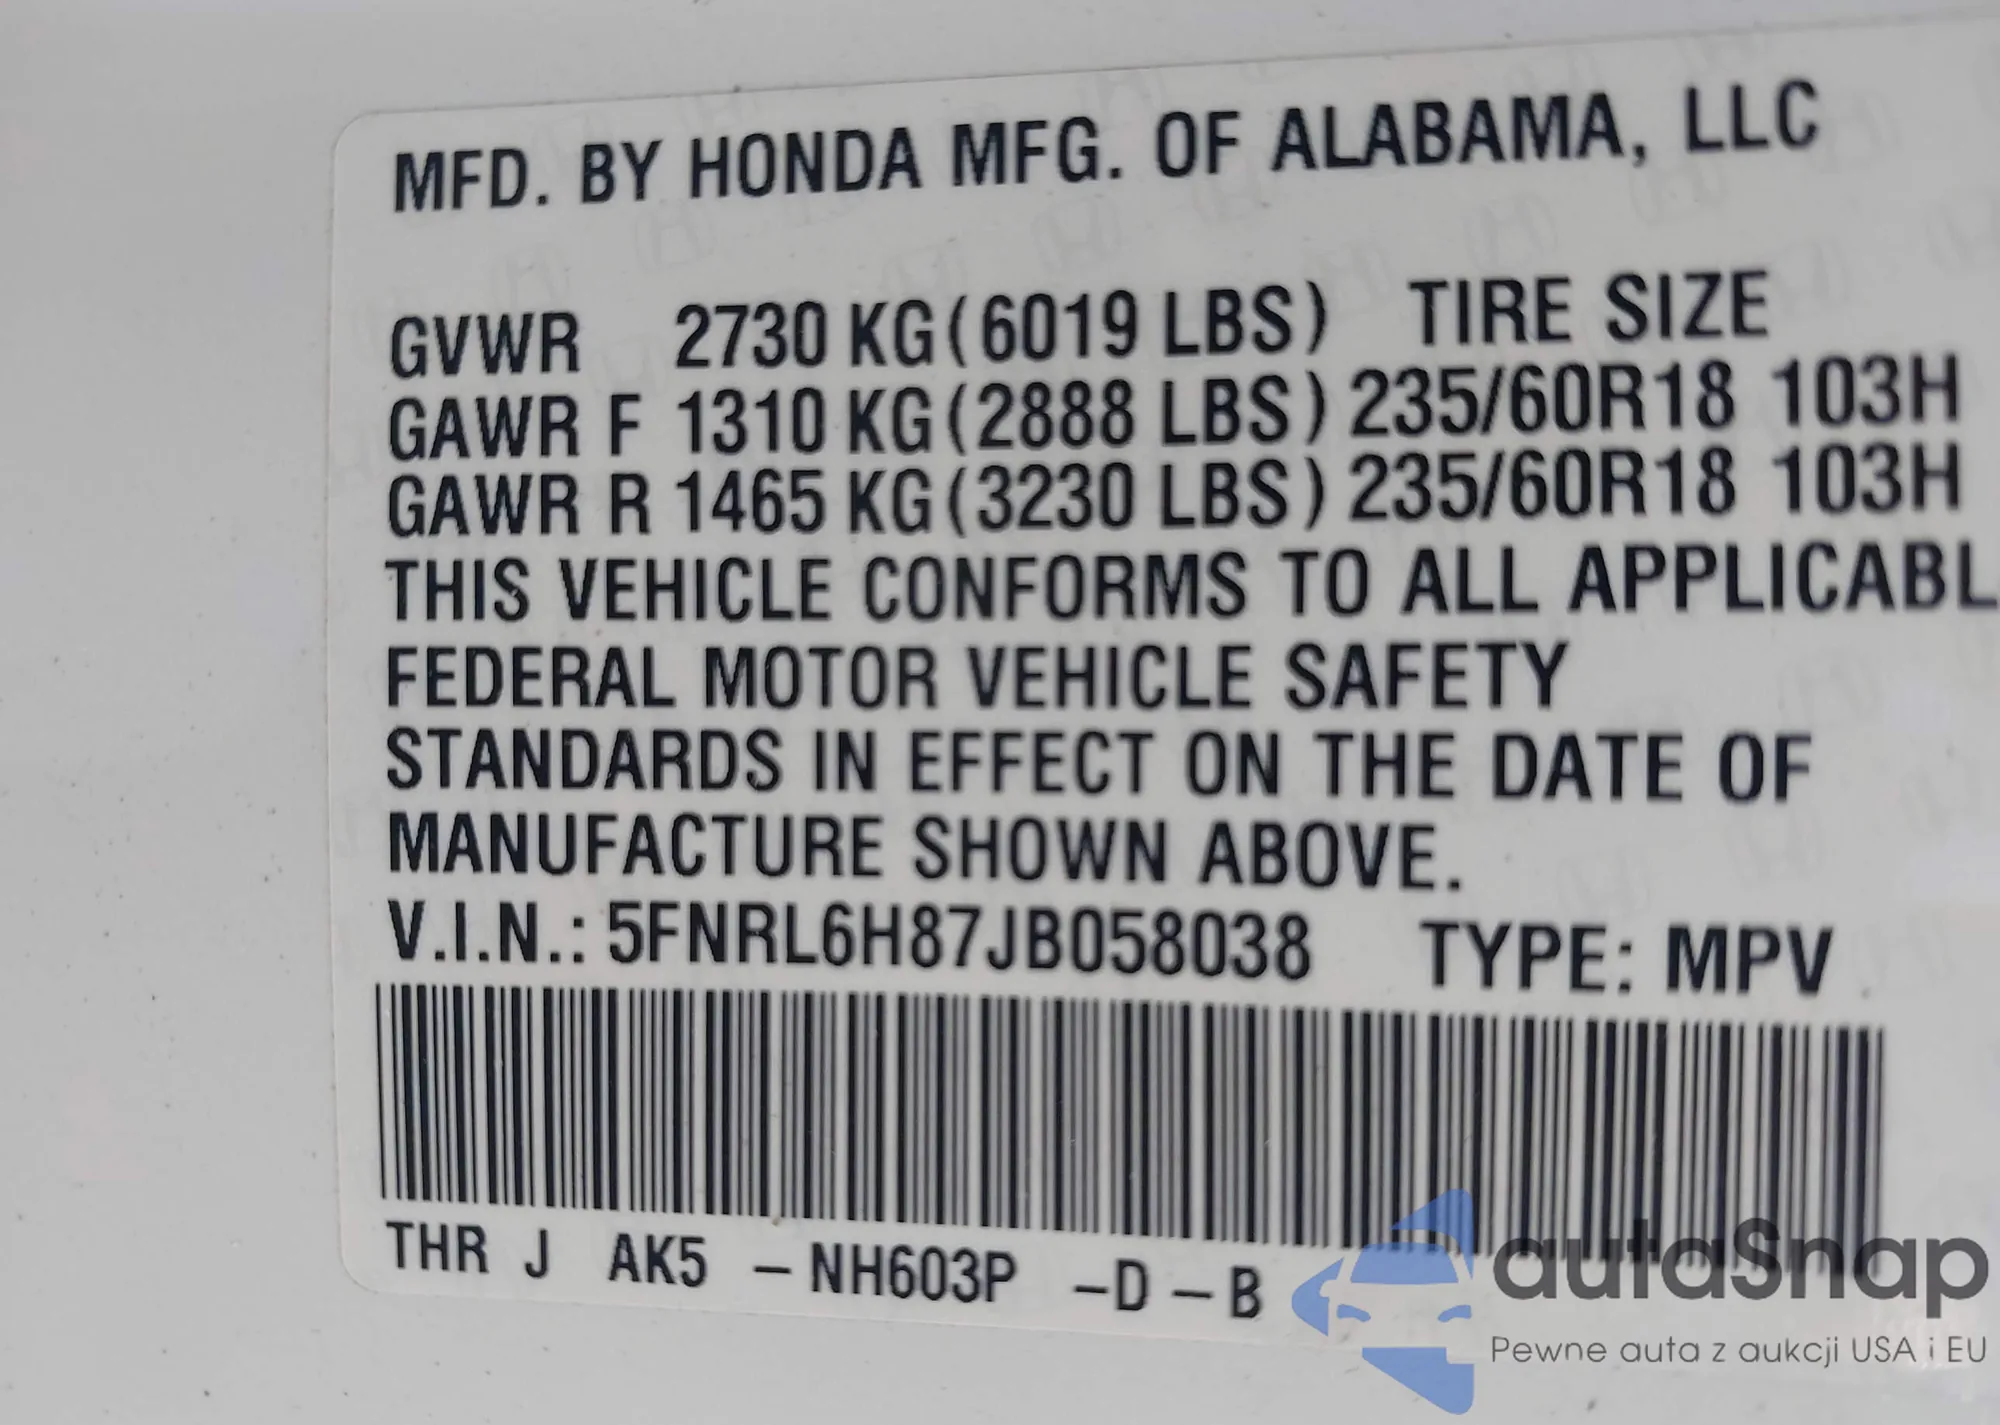 MFD. BY HONDA MFG. OF ALABAMA, LLC
GVWR 2730 KG(6019 LBS) TIRE SIZE
GAWR F 1310 KG(2888 LBS) 235/60R18 103H
GAWR R 1465 KG(3230 LBS) 235/60R18 103H
THIS VEHICLE CONFORMS TO ALL APPLICABL
FEDERAL MOTOR VEHICLE SAFETY
STANDARDS IN EFFECT ON THE DATE OF
MANUFACTURE SHOWN ABOVE.
V.I.N.: 5FNRL6H87JB058038 TYPE: MPV
THR J AK5 – NH603P –D – B
autaSnap
Pewne auta z aukcji USA i EU